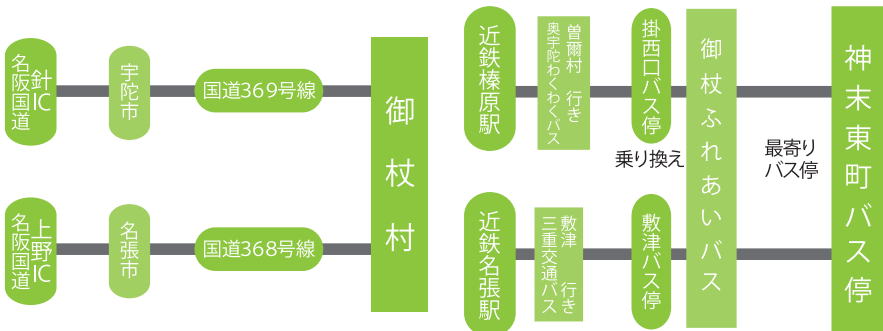 名阪国道
針IC
宇陀市
国道369号線
名阪国道
上野IC
名張市
国道368号線
御杖村
近鉄榛原駅
曽爾村 行き
奥宇陀わくわくバス
掛西口バス停
乗り換え
近鉄名張駅
敷津 行き
三重交通バス
敷津バス停
御杖ふれあいバス
最寄り
バス停
神末東町バス停